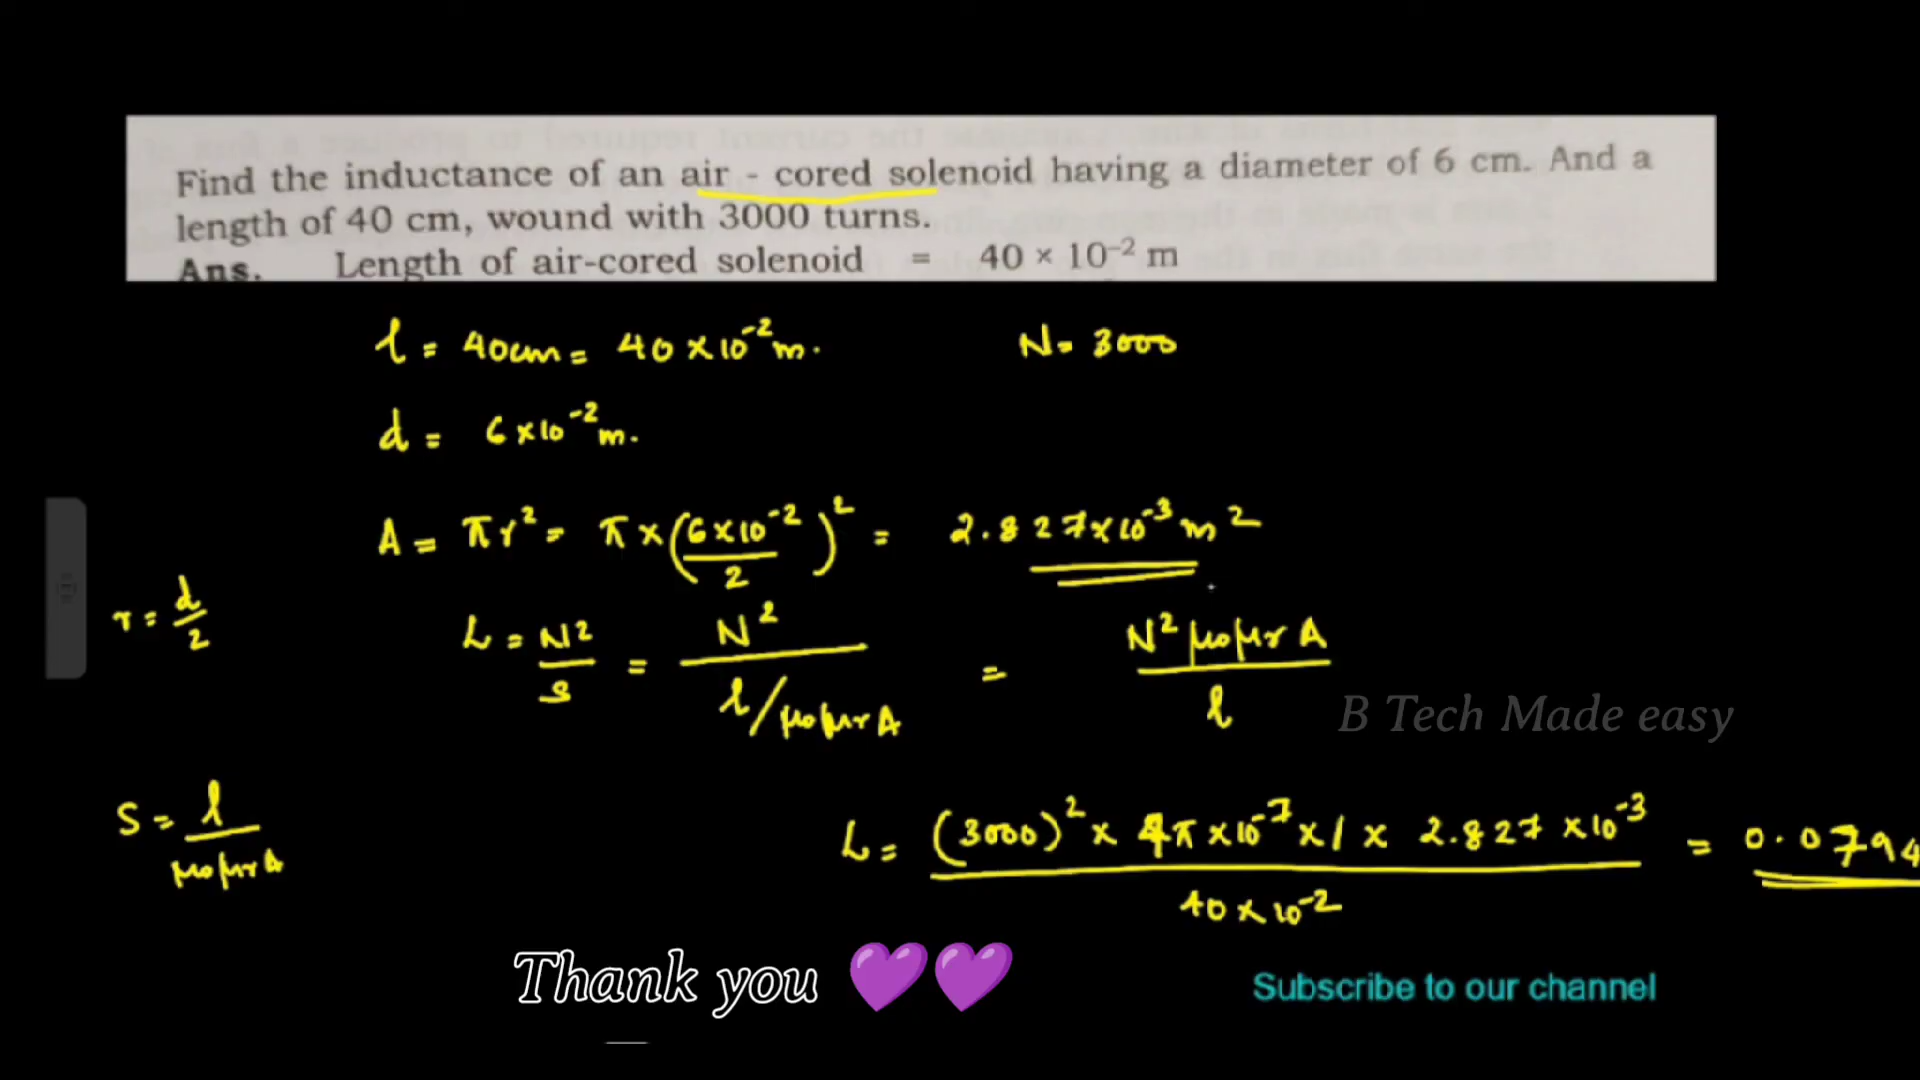 Find the inductance of an air - cored solenoid having a diameter of 6 cm. And a
length of 40 cm, wound with 3000 turns.
Ans. Length of air-cored solenoid = 40 × 10⁻² m
l = 40cm = 40 × 10⁻² m. N = 3000
d = 6 × 10⁻² m.
A = πr² = π × (6 × 10⁻² / 2)² = 2.827 × 10⁻³ m²
r = d/2
L = N²/S = N² / (l/μ₀μrA) = N² μ₀μr A / l
B Tech Made easy
S = l / μ₀μrA
L = (3000)² × 4π × 10⁻⁷ × 1 × 2.827 × 10⁻³ / 40 × 10⁻² = 0.0794
Thank you 💜💜
Subscribe to our channel